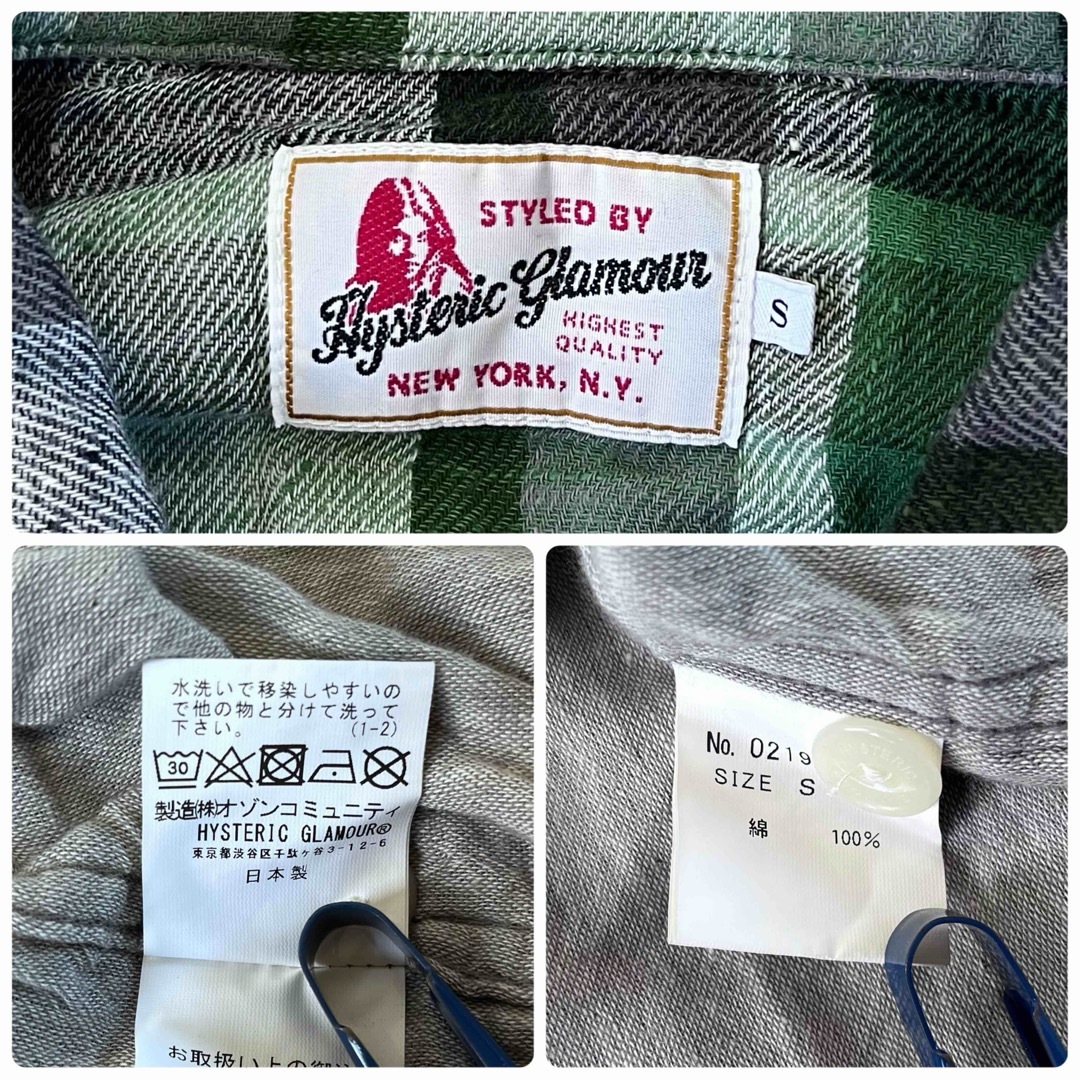 STYLED BY
Hysteric Glamour
HIGHEST
QUALITY
NEW YORK, N.Y.
S
水洗いで移染しやすいの
で他の物と分けて洗って
下さい。 (1-2)
30
製造㈱オゾンコミュニティ
HYSTERIC GLAMOUR®
東京都渋谷区千駄ヶ谷3-12-6
日本製
お取扱い上の御
No. 0219
SIZE S
綿 100%
HYSTERIC